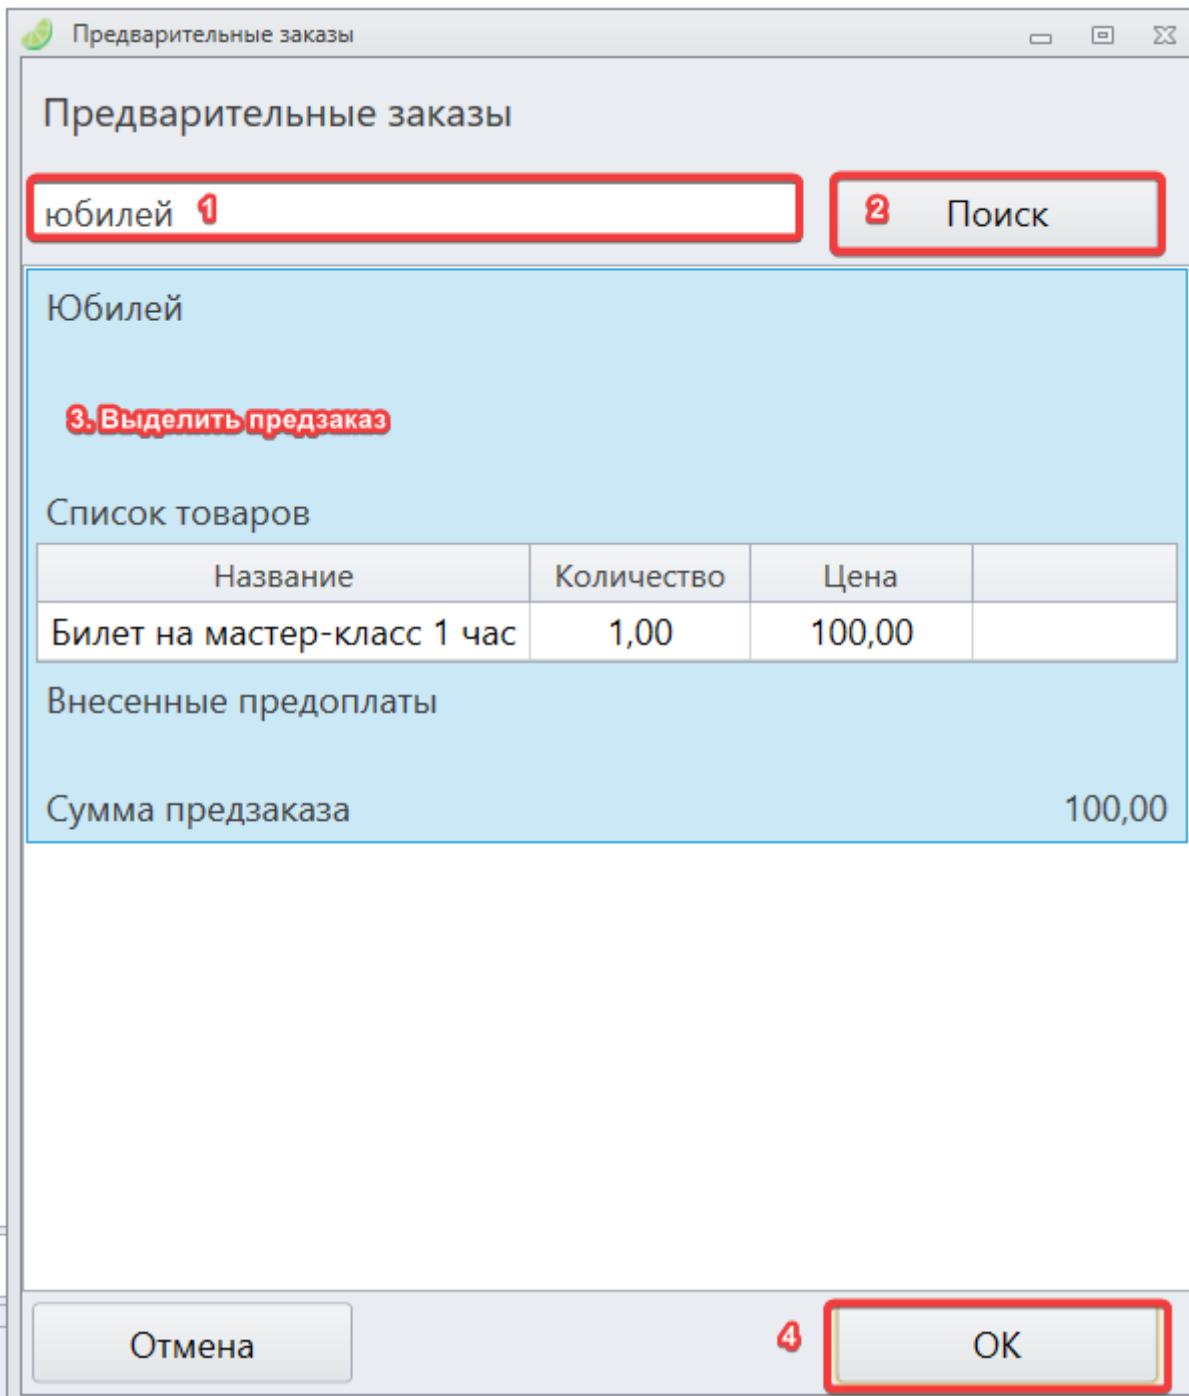 Предварительные заказы
Предварительные заказы
юбилей 1
2 Поиск
Юбилей
3. Выделить предзаказ
Список товаров
Название Количество Цена
Билет на мастер-класс 1 час 1,00 100,00
Внесенные предоплаты
Сумма предзаказа 100,00
Отмена
4 ОК